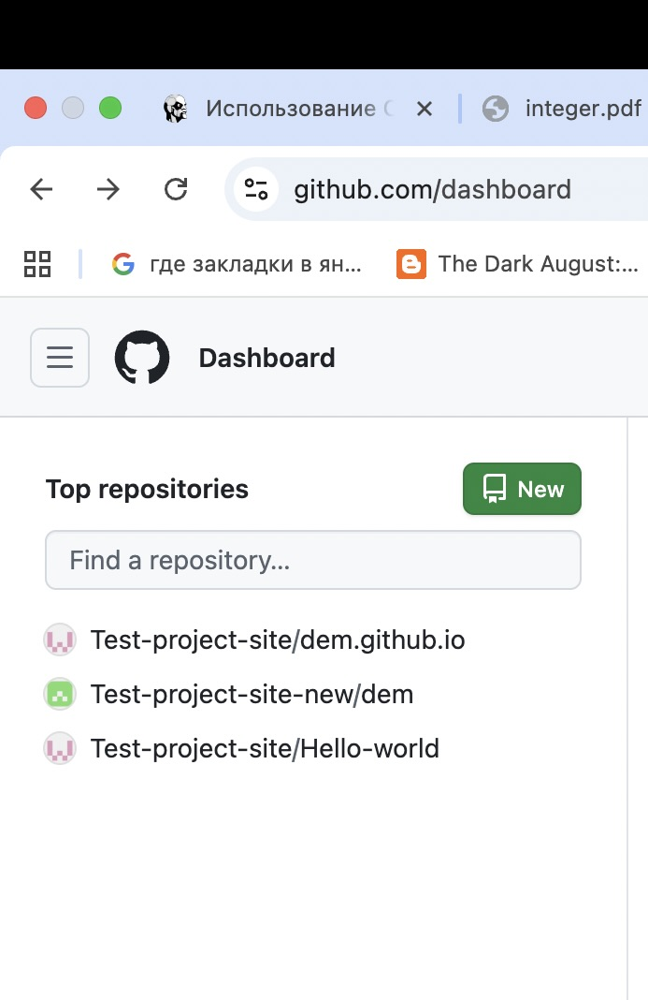 Использование
integer.pdf
github.com/dashboard
где закладки в ян...
The Dark August:...
Dashboard
Top repositories
New
Find a repository...
Test-project-site/dem.github.io
Test-project-site-new/dem
Test-project-site/Hello-world